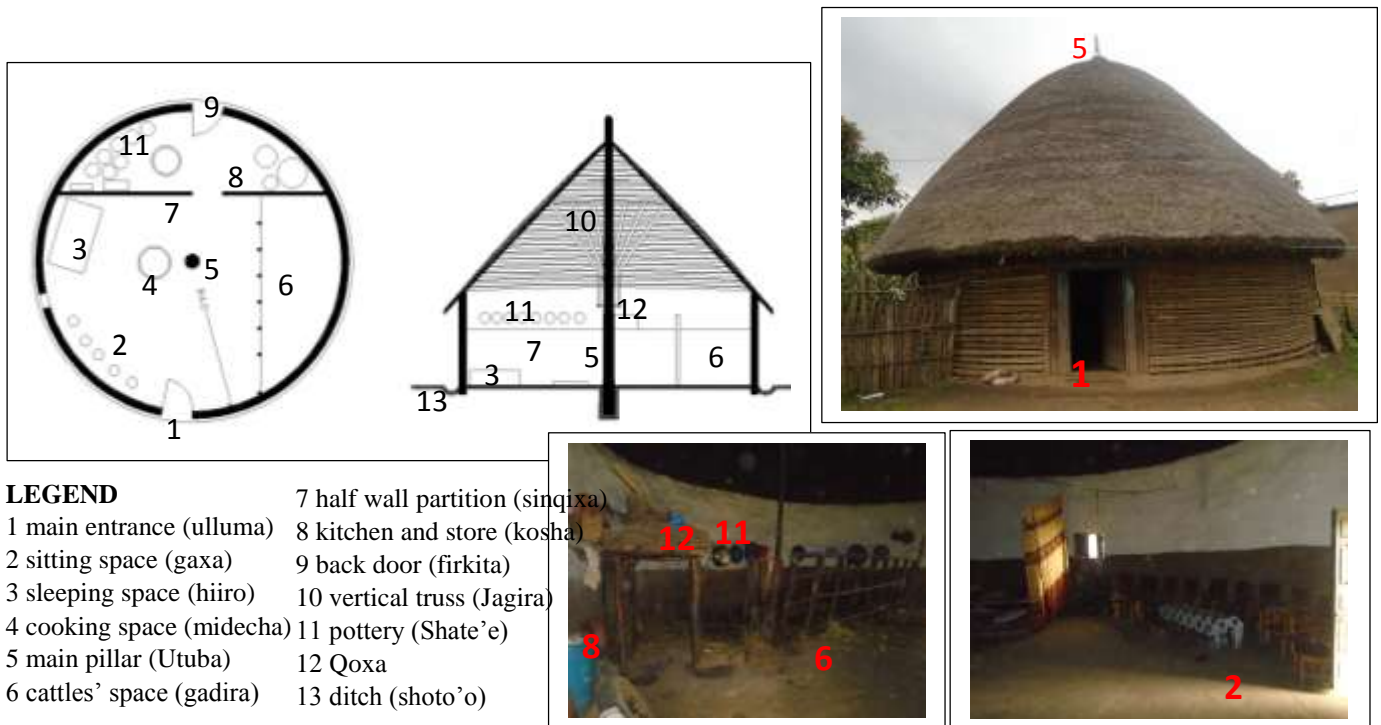 9
11
8
7
3
4
5
6
2
1
10
11
12
7
5
6
3
13
5
1
LEGEND
1 main entrance (ulluma)
2 sitting space (gaxa)
3 sleeping space (hiiro)
4 cooking space (midecha)
5 main pillar (Utuba)
6 cattles’ space (gadira)
7 half wall partition (sinqixa)
8 kitchen and store (kosha)
9 back door (firkita)
10 vertical truss (Jagira)
11 pottery (Shate’e)
12 Qoxa
13 ditch (shoto’o)
12
11
8
6
2